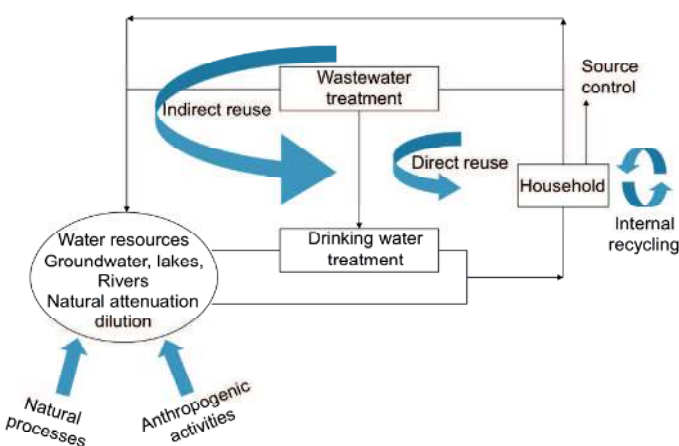 Wastewater
treatment
Source
control
Indirect reuse
Direct reuse
Household
Internal
recycling
Drinking water
treatment
Water resources
Groundwater, lakes,
Rivers
Natural attenuation
dilution
Natural
processes
Anthropogenic
activities